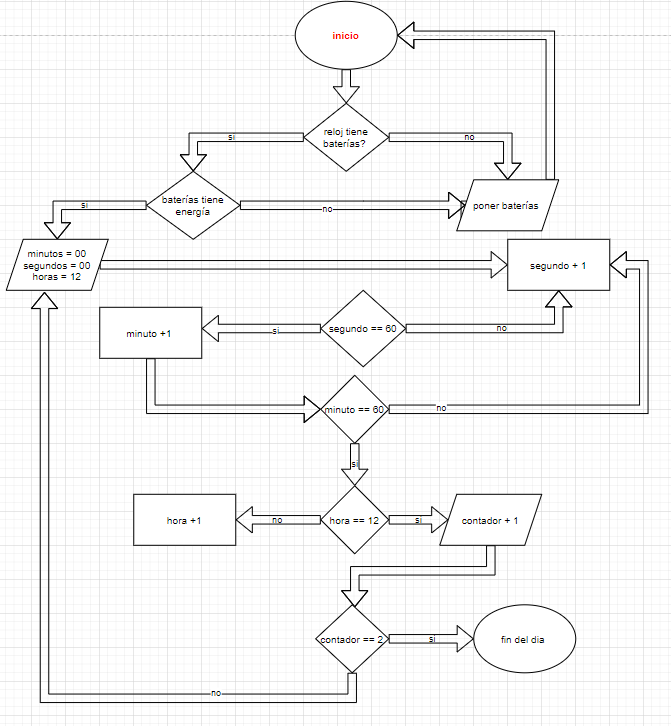 inicio
reloj tiene
baterías?
si
no
baterías tiene
energía
si
no
poner baterías
minutos = 00
segundos = 00
horas = 12
segundo + 1
segundo == 60
si
no
minuto +1
minuto == 60
no
si
hora == 12
no
si
hora +1
contador + 1
contador == 2
si
fin del dia
no